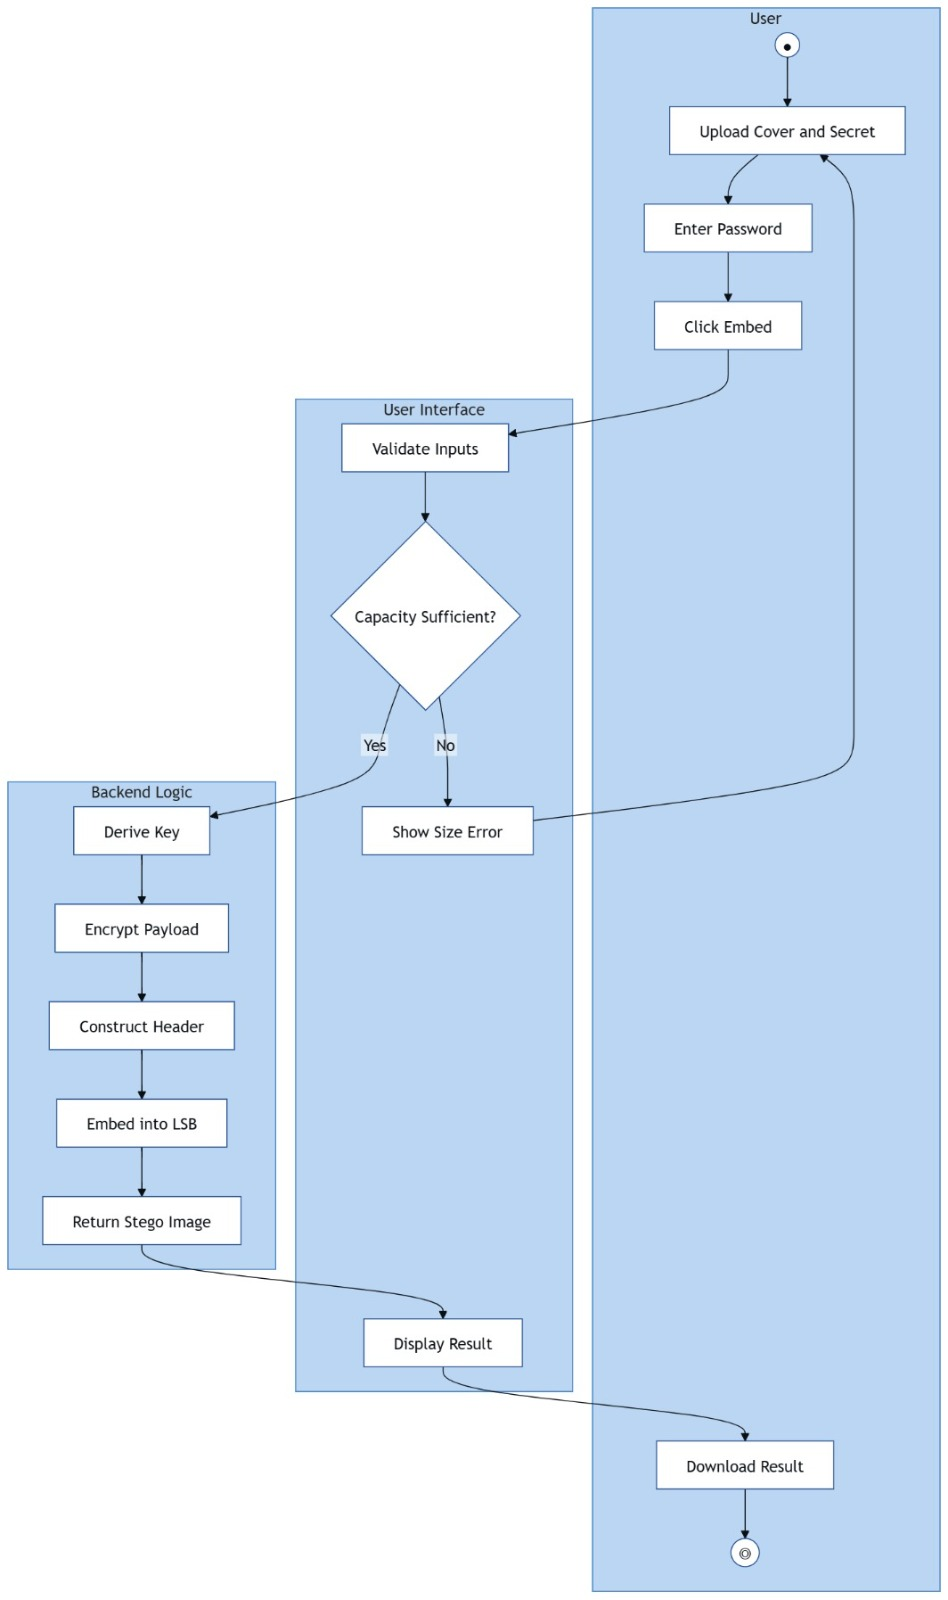 User
Upload Cover and Secret
Enter Password
Click Embed
User Interface
Validate Inputs
Capacity Sufficient?
Yes
No
Backend Logic
Derive Key
Show Size Error
Encrypt Payload
Construct Header
Embed into LSB
Return Stego Image
Display Result
Download Result